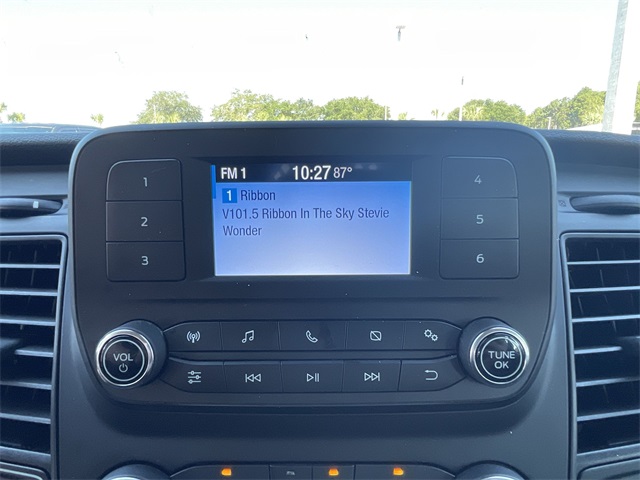 FM 1 10:27 87°
1 Ribbon
V101.5 Ribbon In The Sky Stevie
Wonder
1
2
3
4
5
6
VOL
TUNE
OK